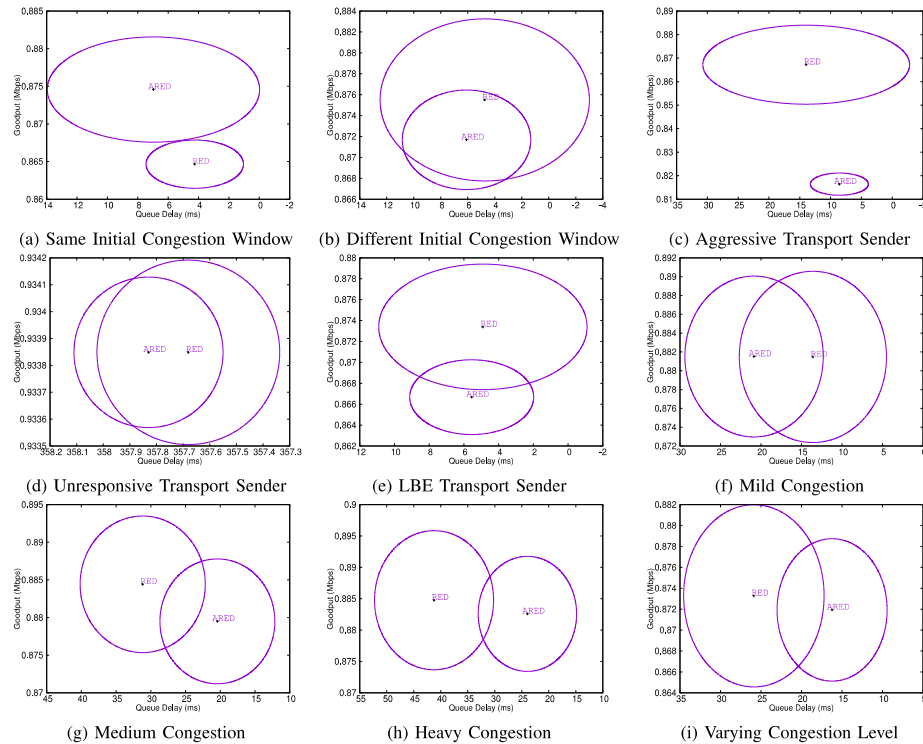 0.885
0.88
0.875
0.87
0.865
0.86
Goodput (Mbps)
ARED
RED
14 12 10 8 6 4 2 0 -2
Queue Delay (ms)
(a) Same Initial Congestion Window
0.884
0.882
0.88
0.878
0.876
0.874
0.872
0.87
0.868
0.866
Goodput (Mbps)
RED
ARED
14 12 10 8 6 4 2 0 -2 -4
Queue Delay (ms)
(b) Different Initial Congestion Window
0.89
0.88
0.87
0.86
0.85
0.84
0.83
0.82
0.81
Goodput (Mbps)
RED
ARED
35 30 25 20 15 10 5 0 -5
Queue Delay (ms)
(c) Aggressive Transport Sender
0.9342
0.9341
0.934
0.9339
0.9338
0.9337
0.9336
0.9335
Goodput (Mbps)
ARED
RED
358.2 358.1 358 357.9 357.8 357.7 357.6 357.5 357.4 357.3
Queue Delay (ms)
(d) Unresponsive Transport Sender
0.88
0.878
0.876
0.874
0.872
0.87
0.868
0.866
0.864
0.862
Goodput (Mbps)
RED
ARED
12 10 8 6 4 2 0 -2
Queue Delay (ms)
(e) LBE Transport Sender
0.892
0.89
0.888
0.886
0.884
0.882
0.88
0.878
0.876
0.874
0.872
Goodput (Mbps)
ARED
RED
30 25 20 15 10 5 0
Queue Delay (ms)
(f) Mild Congestion
0.895
0.89
0.885
0.88
0.875
0.87
Goodput (Mbps)
RED
ARED
45 40 35 30 25 20 15 10
Queue Delay (ms)
(g) Medium Congestion
0.9
0.895
0.89
0.885
0.88
0.875
0.87
Goodput (Mbps)
RED
ARED
55 50 45 40 35 30 25 20 15 10
Queue Delay (ms)
(h) Heavy Congestion
0.882
0.88
0.878
0.876
0.874
0.872
0.87
0.868
0.866
0.864
Goodput (Mbps)
RED
ARED
35 30 25 20 15 10 5
Queue Delay (ms)
(i) Varying Congestion Level